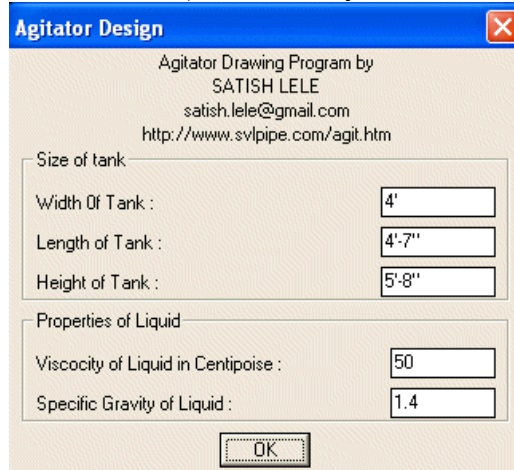 Agitator Design
Agitator Drawing Program by
SATISH LELE
satish.lele@gmail.com
http://www.svlpipe.com/agit.htm
Size of tank
Width Of Tank : 4'
Length of Tank : 4'-7''
Height of Tank : 5'-8''
Properties of Liquid
Viscocity of Liquid in Centipoise : 50
Specific Gravity of Liquid : 1.4
OK